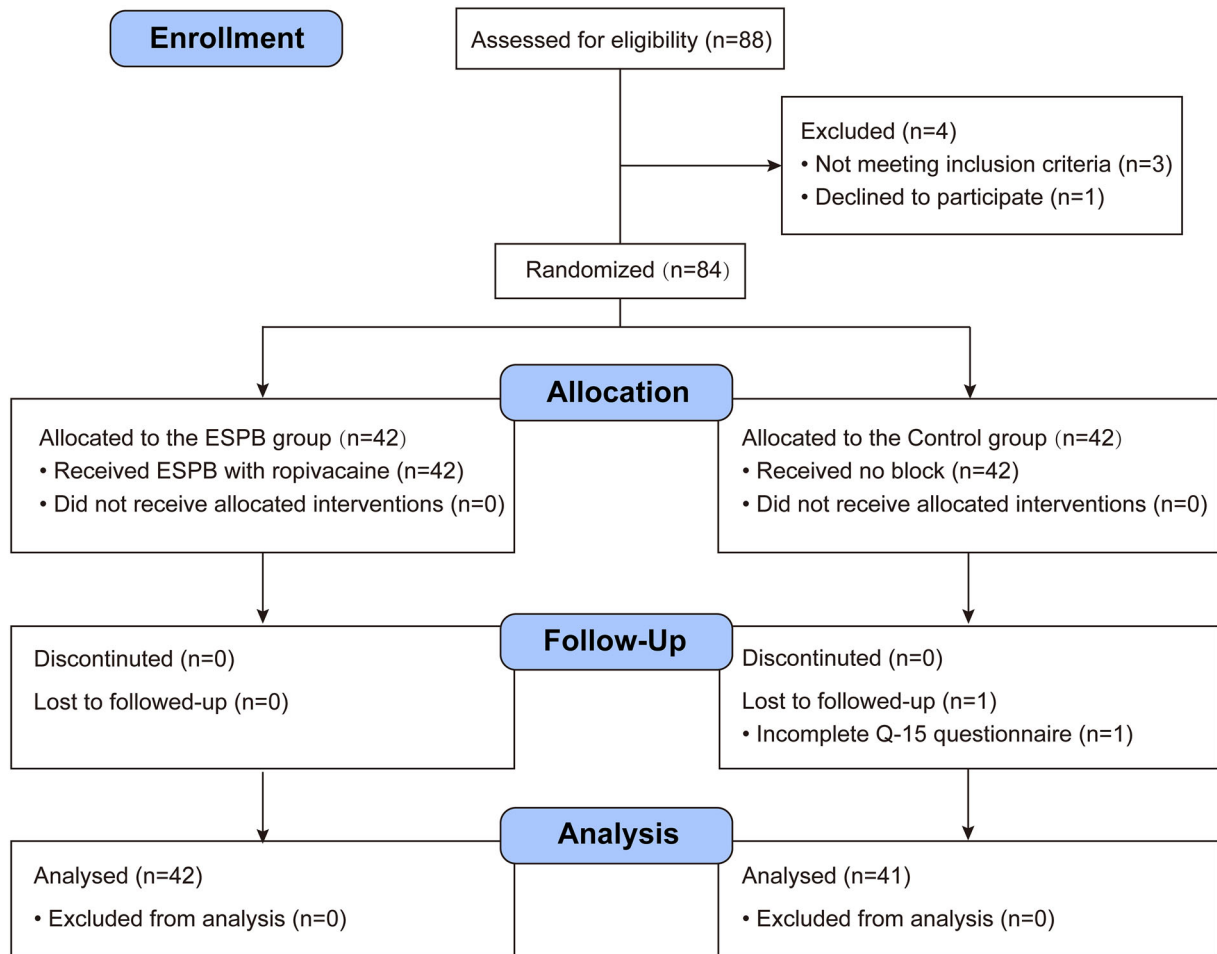 Enrollment
Assessed for eligibility (n=88)
Excluded (n=4)
• Not meeting inclusion criteria (n=3)
• Declined to participate (n=1)
Randomized (n=84)
Allocation
Allocated to the ESPB group (n=42)
• Received ESPB with ropivacaine (n=42)
• Did not receive allocated interventions (n=0)
Allocated to the Control group (n=42)
• Received no block (n=42)
• Did not receive allocated interventions (n=0)
Follow-Up
Discontinuted (n=0)
Lost to followed-up (n=0)
Discontinuted (n=0)
Lost to followed-up (n=1)
• Incomplete Q-15 questionnaire (n=1)
Analysis
Analysed (n=42)
• Excluded from analysis (n=0)
Analysed (n=41)
• Excluded from analysis (n=0)